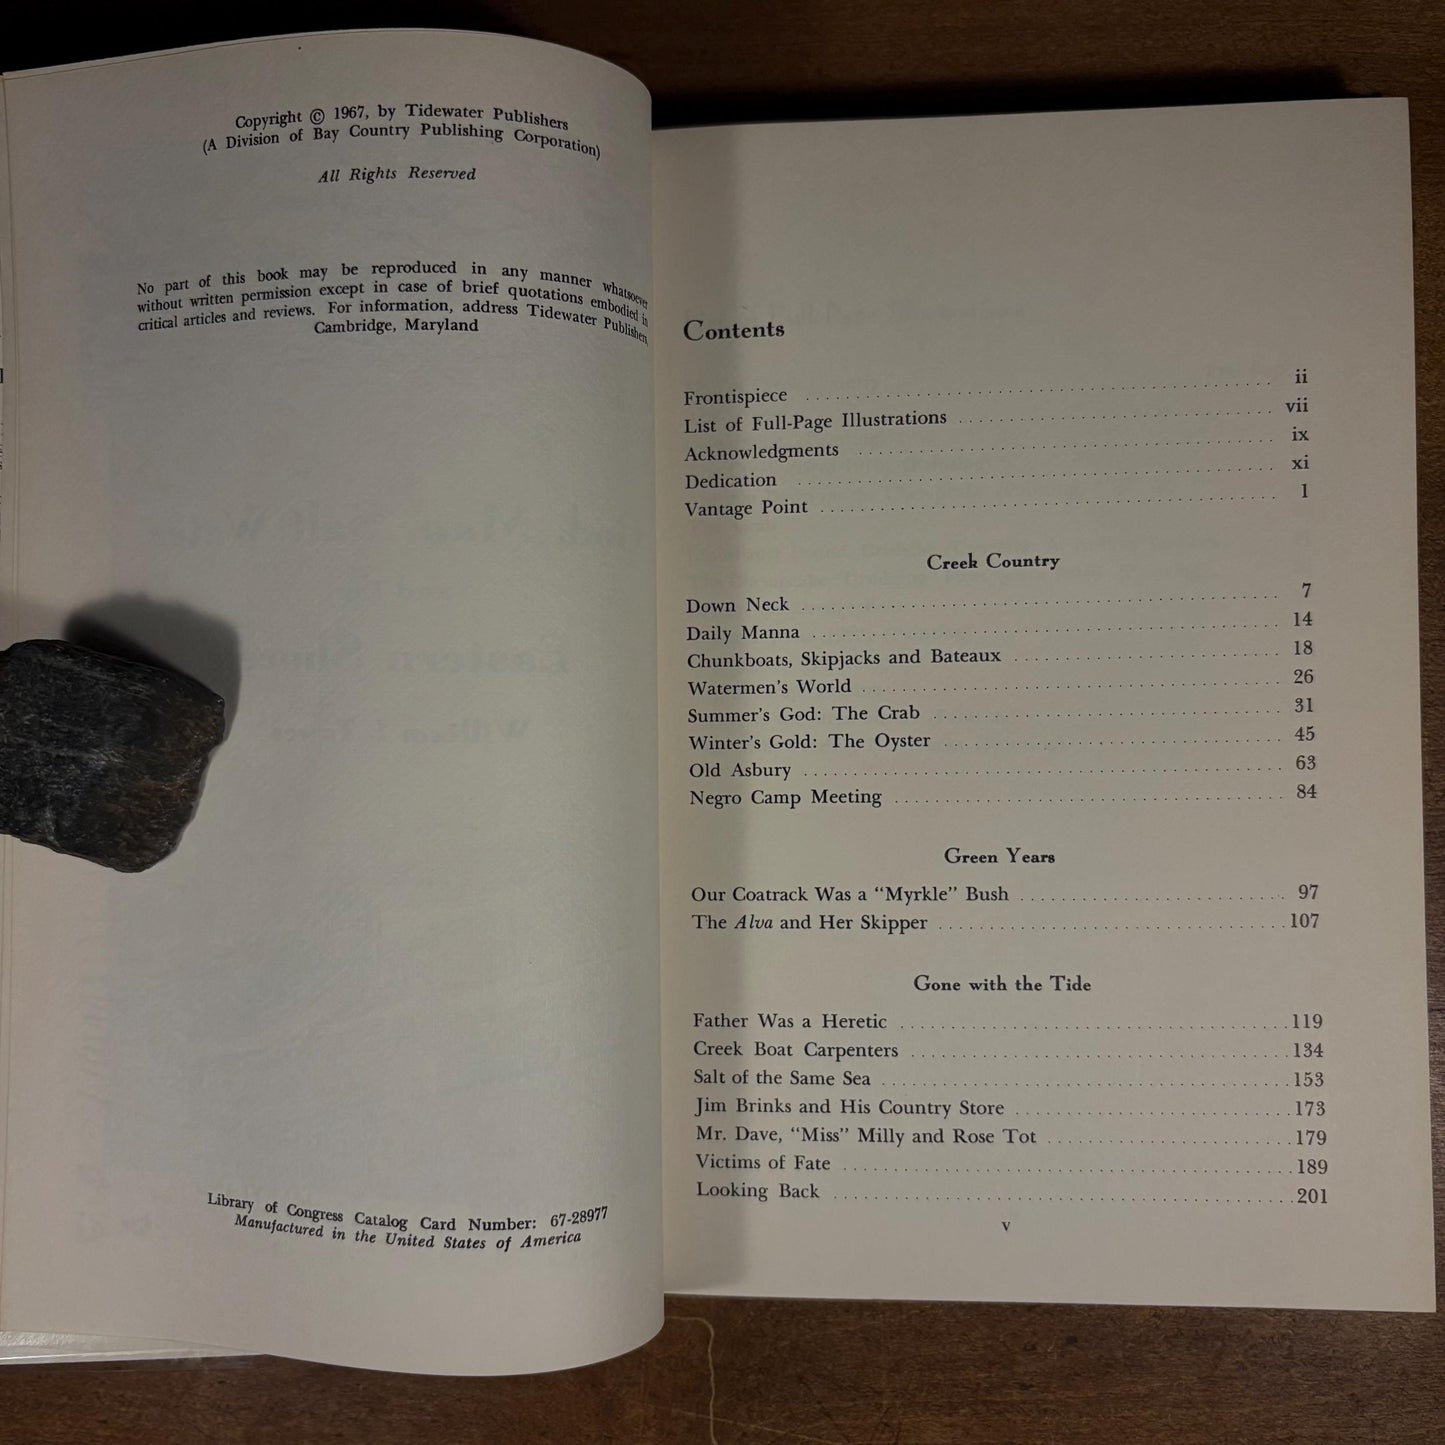 Copyright © 1967, by Tidewater Publishers
(A Division of Bay Country Publishing Corporation)
All Rights Reserved
No part of this book may be reproduced in any manner whatsoever
without written permission except in case of brief quotations embodied in
critical articles and reviews. For information, address Tidewater Publishers,
Cambridge, Maryland
Library of Congress Catalog Card Number: 67-28977
Manufactured in the United States of America
Contents
Frontispiece ii
List of Full-Page Illustrations vii
Acknowledgments ix
Dedication xi
Vantage Point 1
Creek Country
Down Neck 7
Daily Manna 14
Chunkboats, Skipjacks and Bateaux 18
Watermen's World 26
Summer's God: The Crab 31
Winter's Gold: The Oyster 45
Old Asbury 63
Negro Camp Meeting 84
Green Years
Our Coatrack Was a "Myrkle" Bush 97
The Alva and Her Skipper 107
Gone with the Tide
Father Was a Heretic 119
Creek Boat Carpenters 134
Salt of the Same Sea 153
Jim Brinks and His Country Store 173
Mr. Dave, "Miss" Milly and Rose Tot 179
Victims of Fate 189
Looking Back 201
v